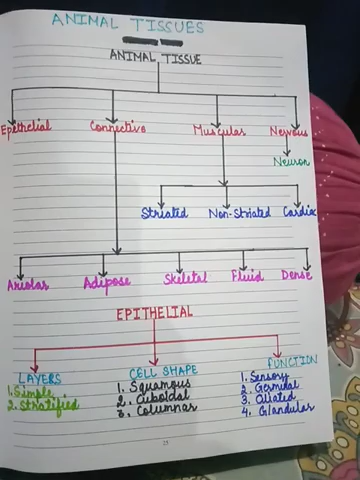 ANIMAL TISSUES
ANIMAL TISSUE
Epithelial Connective Muscular Nervous
Neuron
Striated Non-Striated Cardiac
Ariolar Adipose Skeletal Fluid Dense
EPITHELIAL
LAYERS CELL SHAPE FUNCTION
1. Simple 1. Squamous 1. Sensory
2. Stratified 2. Cuboidal 2. Germinal
3. Columnar 3. Ciliated
4. Glandular